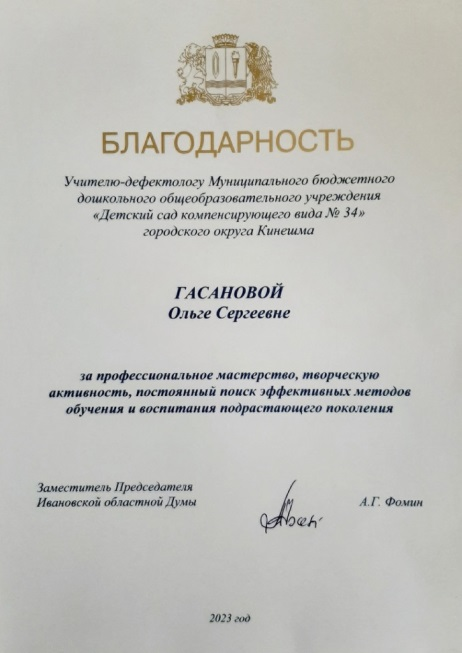 БЛАГОДАРНОСТЬ
Учителю-дефектологу Муниципального бюджетного
дошкольного общеобразовательного учреждения
«Детский сад компенсирующего вида № 34»
городского округа Кинешма
ГАСАНОВОЙ
Ольге Сергеевне
за профессиональное мастерство, творческую
активность, постоянный поиск эффективных методов
обучения и воспитания подрастающего поколения
Заместитель Председателя
Ивановской областной Думы
А.Г. Фомин
2023 год